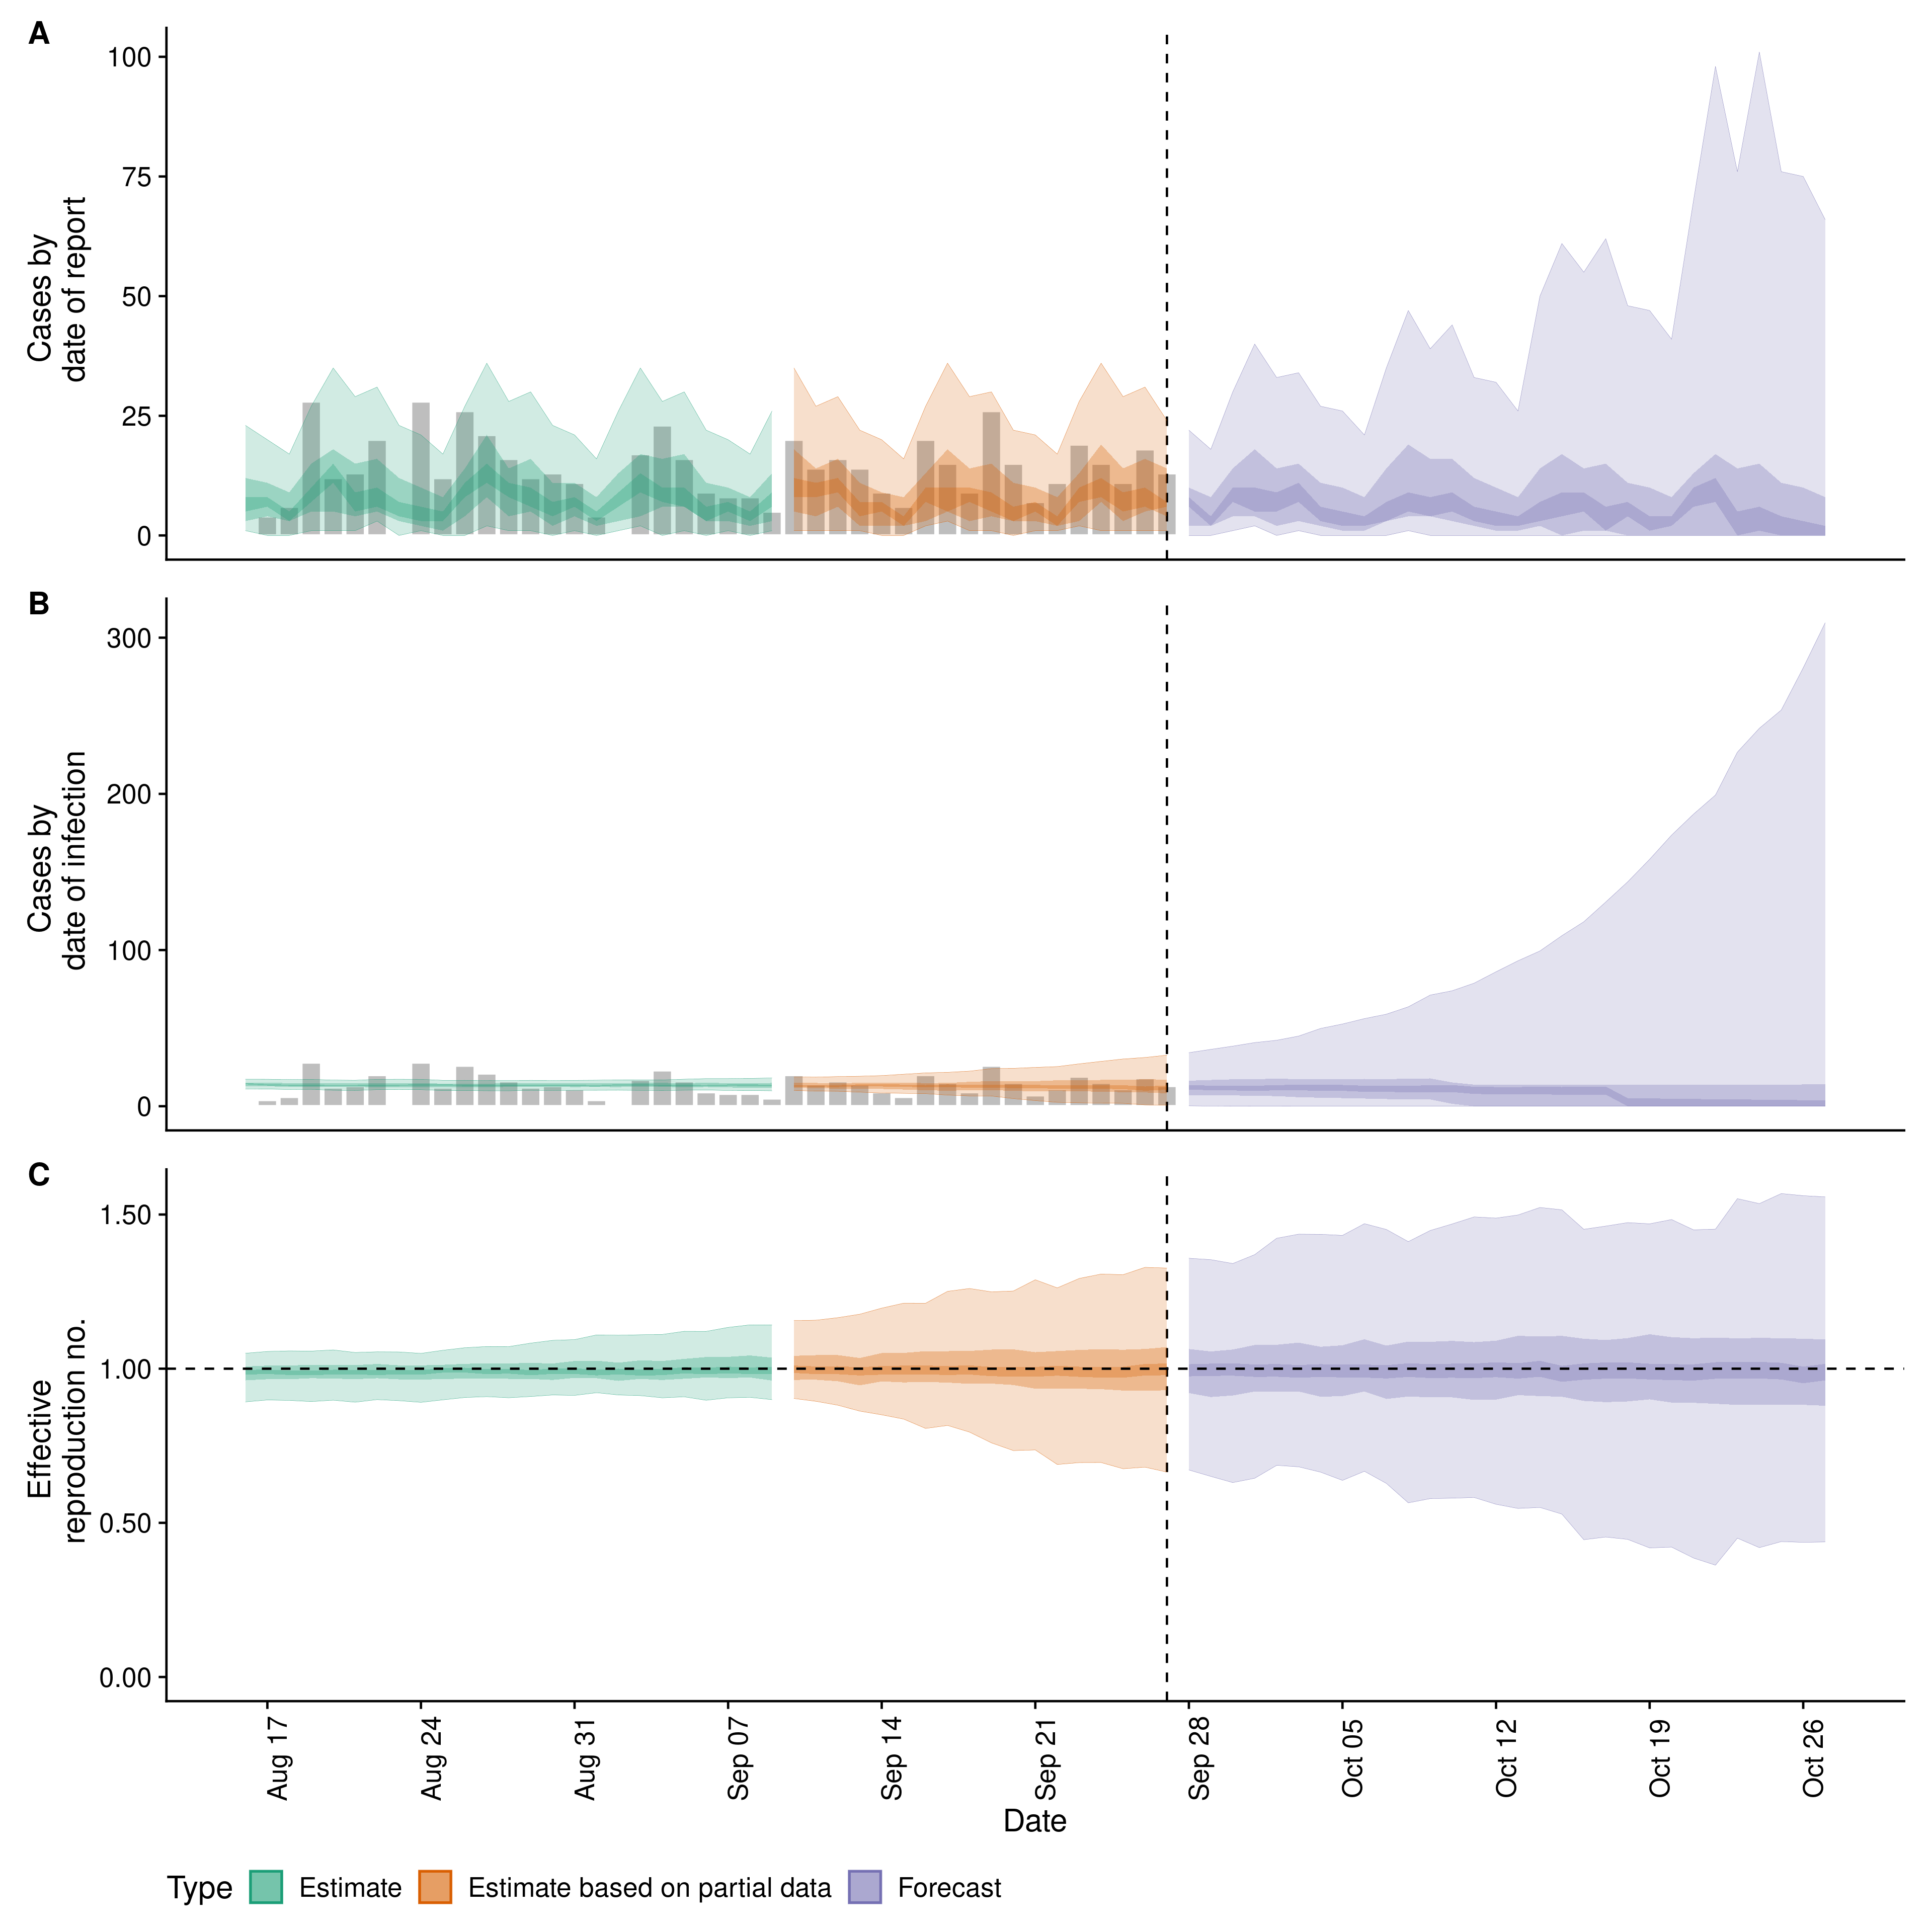 A
Cases by
date of report
100
75
50
25
0
B
Cases by
date of infection
300
200
100
0
C
Effective
reproduction no.
1.50
1.00
0.50
0.00
Aug 17
Aug 24
Aug 31
Sep 07
Sep 14
Sep 21
Sep 28
Oct 05
Oct 12
Oct 19
Oct 26
Date
Type Estimate Estimate based on partial data Forecast